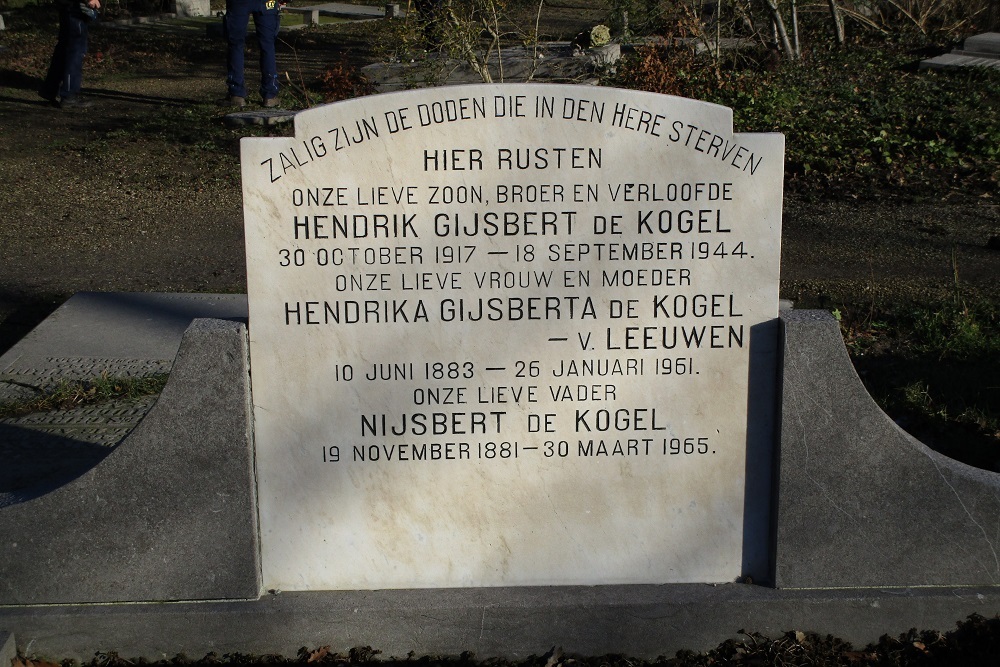 ZALIG ZIJN DE DODEN DIE IN DEN HERE STERVEN
HIER RUSTEN
ONZE LIEVE ZOON, BROER EN VERLOOFDE
HENDRIK GIJSBERT DE KOGEL
30 OCTOBER 1917 — 18 SEPTEMBER 1944.
ONZE LIEVE VROUW EN MOEDER
HENDRIKA GIJSBERTA DE KOGEL
— V. LEEUWEN
10 JUNI 1883 — 26 JANUARI 1961.
ONZE LIEVE VADER
NIJSBERT DE KOGEL
19 NOVEMBER 1881 — 30 MAART 1965.